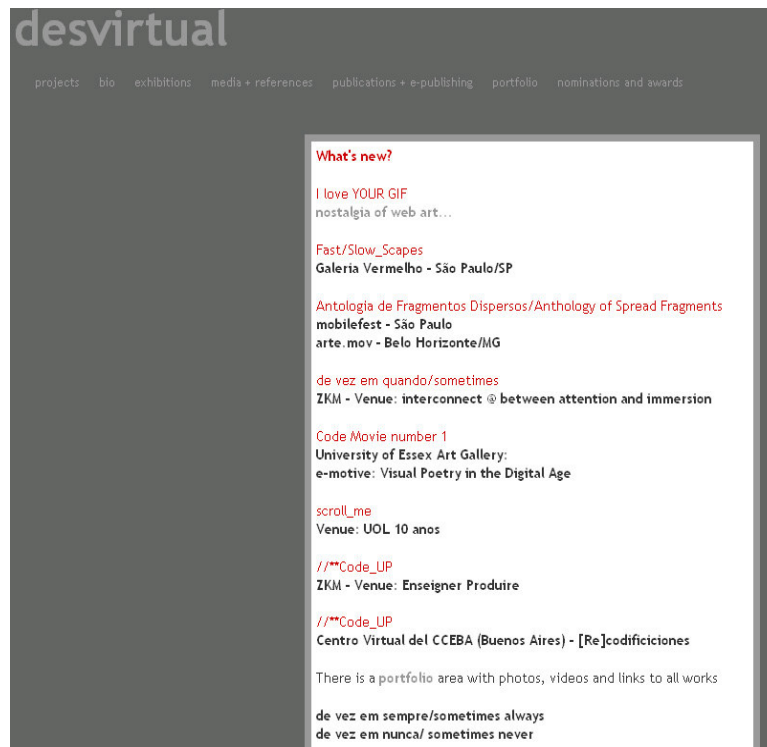 desvirtual
projects bio exhibitions media + references publications + e-publishing portfolio nominations and awards
What's new?
I love YOUR GIF
nostalgia of web art...
Fast/Slow_Scapes
Galeria Vermelho - São Paulo/SP
Antologia de Fragmentos Dispersos/Anthology of Spread Fragments
mobilefest - São Paulo
arte.mov - Belo Horizonte/MG
de vez em quando/sometimes
ZKM - Venue: interconnect @ between attention and immersion
Code Movie number 1
University of Essex Art Gallery:
e-motive: Visual Poetry in the Digital Age
scroll_me
Venue: UOL 10 anos
//**Code_UP
ZKM - Venue: Enseigner Produire
//**Code_UP
Centro Virtual del CCEBA (Buenos Aires) - [Re]codificiciones
There is a portfolio area with photos, videos and links to all works
de vez em sempre/sometimes always
de vez em nunca/ sometimes never